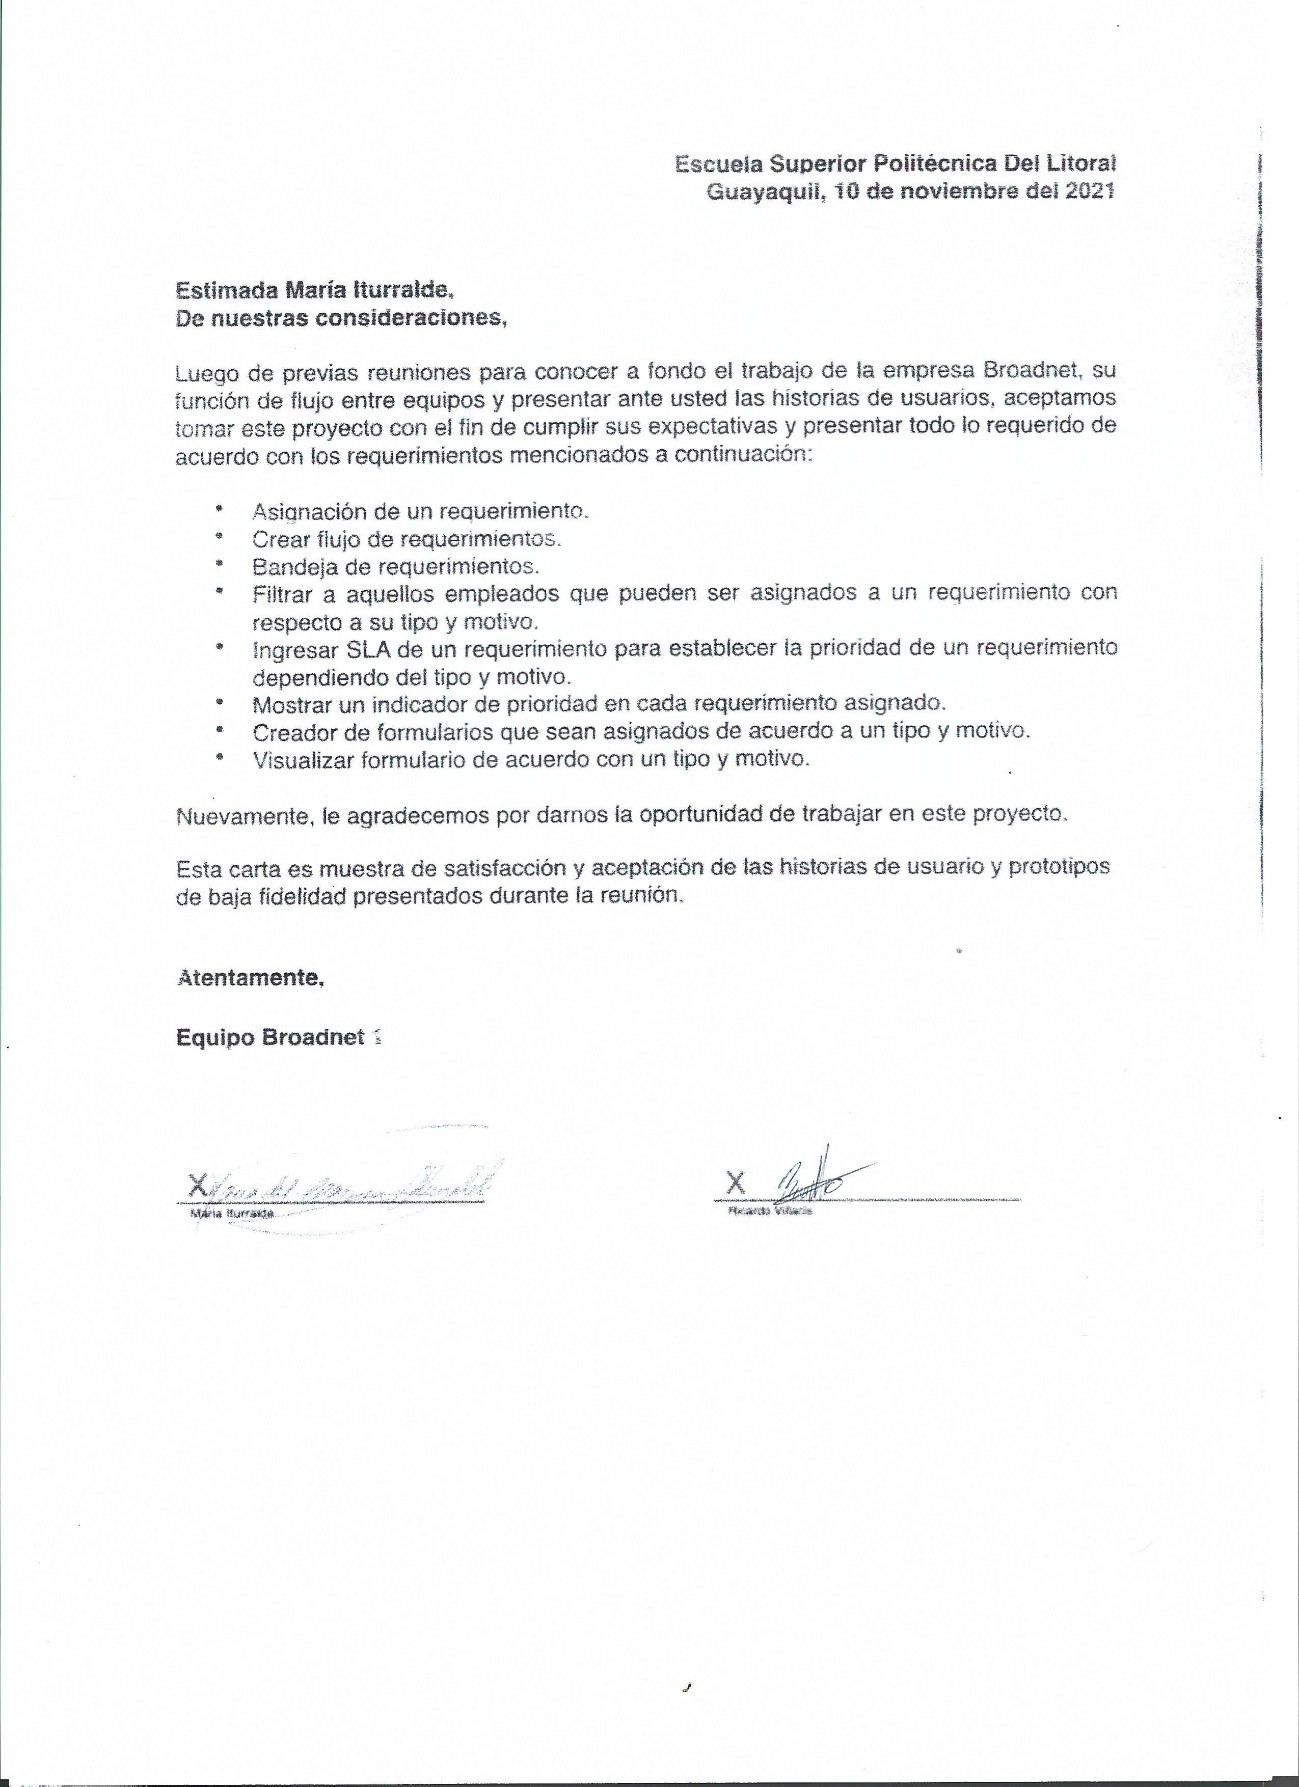 Escuela Superior Politécnica Del Litoral
Guayaquil, 10 de noviembre del 2021
Estimada María Iturralde,
De nuestras consideraciones,
Luego de previas reuniones para conocer a fondo el trabajo de la empresa Broadnet, su
función de flujo entre equipos y presentar ante usted las historias de usuarios, aceptamos
tomar este proyecto con el fin de cumplir sus expectativas y presentar todo lo requerido de
acuerdo con los requerimientos mencionados a continuación:
• Asignación de un requerimiento.
• Crear flujo de requerimientos.
• Bandeja de requerimientos.
• Filtrar a aquellos empleados que pueden ser asignados a un requerimiento con
respecto a su tipo y motivo.
• Ingresar SLA de un requerimiento para establecer la prioridad de un requerimiento
dependiendo del tipo y motivo.
• Mostrar un indicador de prioridad en cada requerimiento asignado.
• Creador de formularios que sean asignados de acuerdo a un tipo y motivo.
• Visualizar formulario de acuerdo con un tipo y motivo.
Nuevamente, le agradecemos por darnos la oportunidad de trabajar en este proyecto.
Esta carta es muestra de satisfacción y aceptación de las historias de usuario y prototipos
de baja fidelidad presentados durante la reunión.
Atentamente,
Equipo Broadnet
X
María Iturralde
X
Ricardo